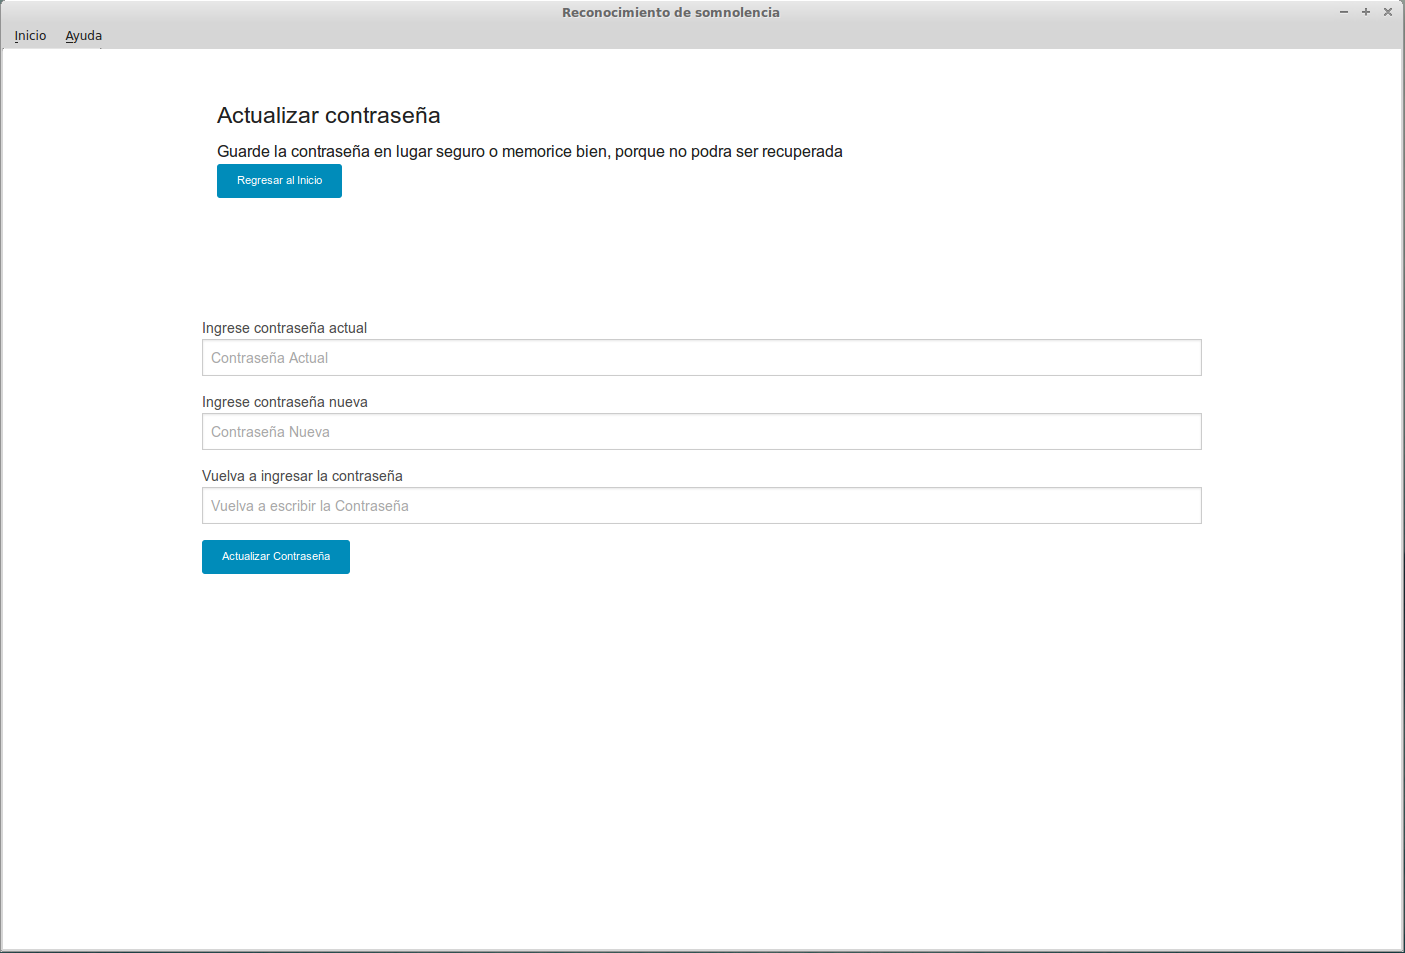 Reconocimiento de somnolencia
Inicio Ayuda
Actualizar contraseña
Guarde la contraseña en lugar seguro o memorice bien, porque no podra ser recuperada
Regresar al Inicio
Ingrese contraseña actual
Contraseña Actual
Ingrese contraseña nueva
Contraseña Nueva
Vuelva a ingresar la contraseña
Vuelva a escribir la Contraseña
Actualizar Contraseña